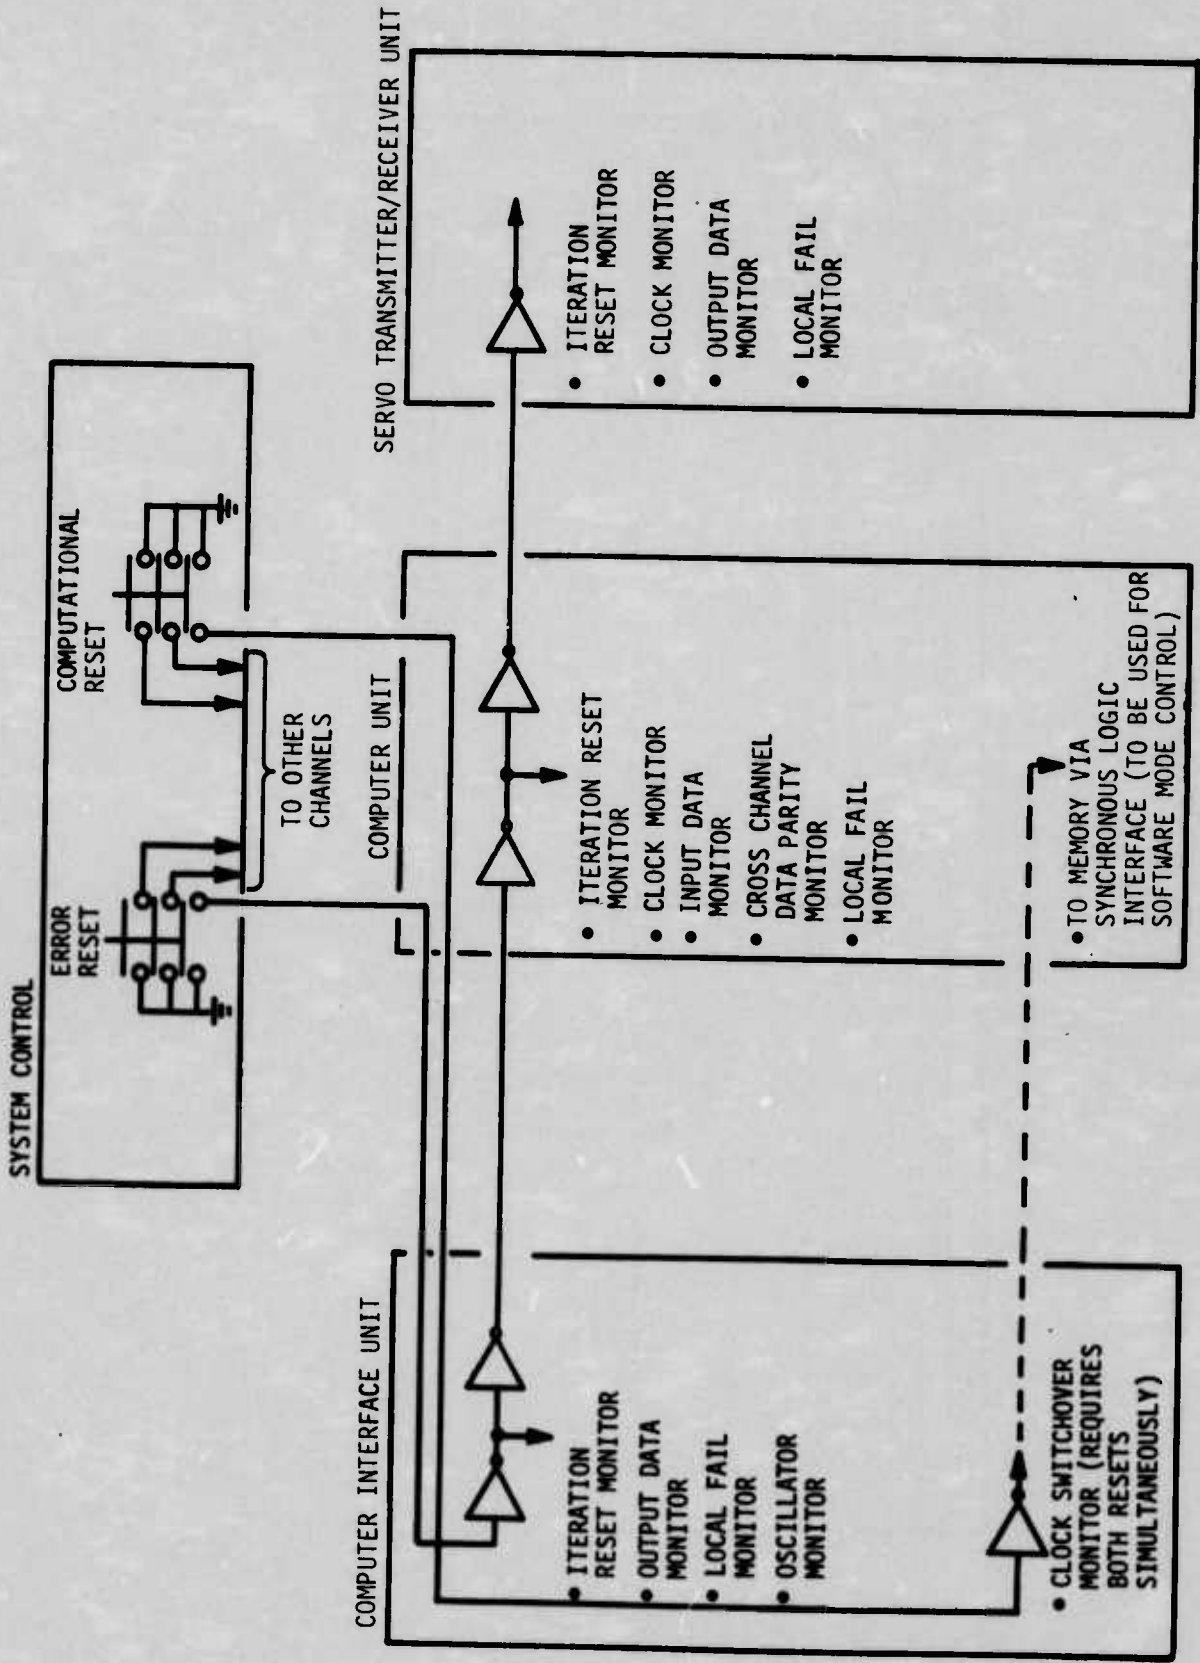 SYSTEM CONTROL
ERROR
RESET
COMPUTATIONAL
RESET
TO OTHER
CHANNELS
COMPUTER INTERFACE UNIT
• ITERATION
RESET MONITOR
• OUTPUT DATA
MONITOR
• LOCAL FAIL
MONITOR
• OSCILLATOR
MONITOR
• CLOCK SWITCHOVER
MONITOR (REQUIRES
BOTH RESETS
SIMULTANEOUSLY)
COMPUTER UNIT
• ITERATION RESET
MONITOR
• CLOCK MONITOR
• INPUT DATA
MONITOR
• CROSS CHANNEL
DATA PARITY
MONITOR
• LOCAL FAIL
MONITOR
• TO MEMORY VIA
SYNCHRONOUS LOGIC
INTERFACE (TO BE USED FOR
SOFTWARE MODE CONTROL)
SERVO TRANSMITTER/RECEIVER UNIT
• ITERATION
RESET MONITOR
• CLOCK MONITOR
• OUTPUT DATA
MONITOR
• LOCAL FAIL
MONITOR